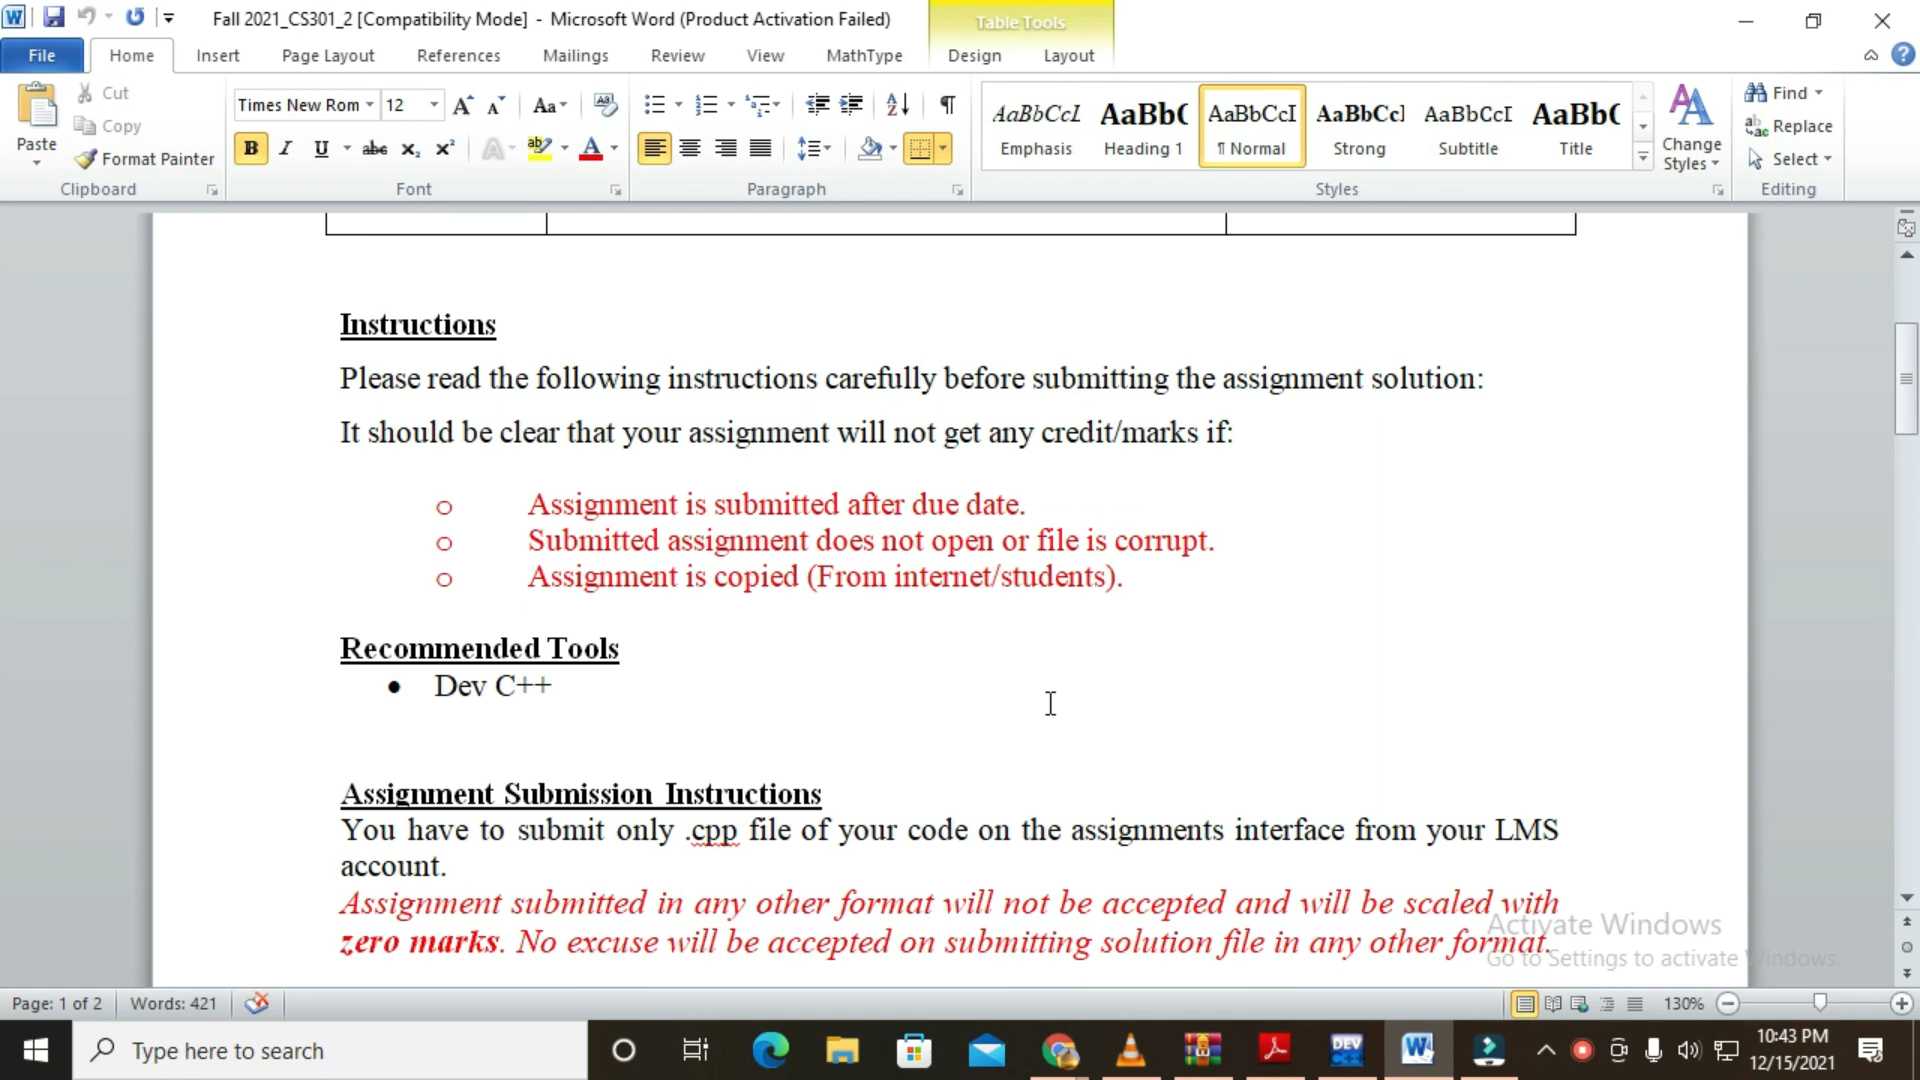 Fall 2021_CS301_2 [Compatibility Mode] - Microsoft Word (Product Activation Failed)
Table Tools
File Home Insert Page Layout References Mailings Review View MathType Design Layout
Paste
Cut
Copy
Format Painter
Clipboard
Times New Rom 12
Font
Paragraph
AaBbCcI AaBb( AaBbCcI AaBbCcl AaBbCcI AaBb(
Emphasis Heading 1 ¶ Normal Strong Subtitle Title
Change
Styles
Styles
Find
Replace
Select
Editing
Instructions
Please read the following instructions carefully before submitting the assignment solution:
It should be clear that your assignment will not get any credit/marks if:
o Assignment is submitted after due date.
o Submitted assignment does not open or file is corrupt.
o Assignment is copied (From internet/students).
Recommended Tools
• Dev C++
Assignment Submission Instructions
You have to submit only .cpp file of your code on the assignments interface from your LMS
account.
Assignment submitted in any other format will not be accepted and will be scaled with
zero marks. No excuse will be accepted on submitting solution file in any other format.
Activate Windows
Go to Settings to activate Windows.
Page: 1 of 2 Words: 421
130%
Type here to search
DEV
10:43 PM
12/15/2021